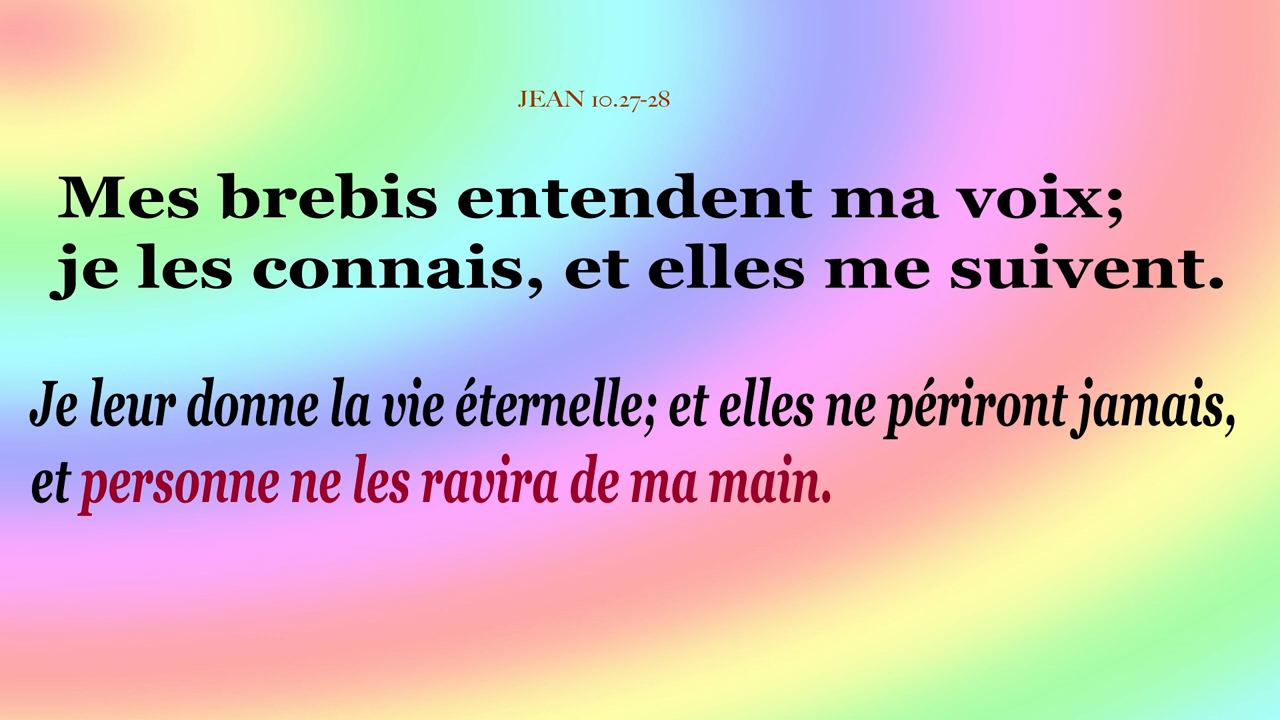 JEAN 10.27-28
Mes brebis entendent ma voix;
je les connais, et elles me suivent.
Je leur donne la vie éternelle; et elles ne périront jamais,
et personne ne les ravira de ma main.